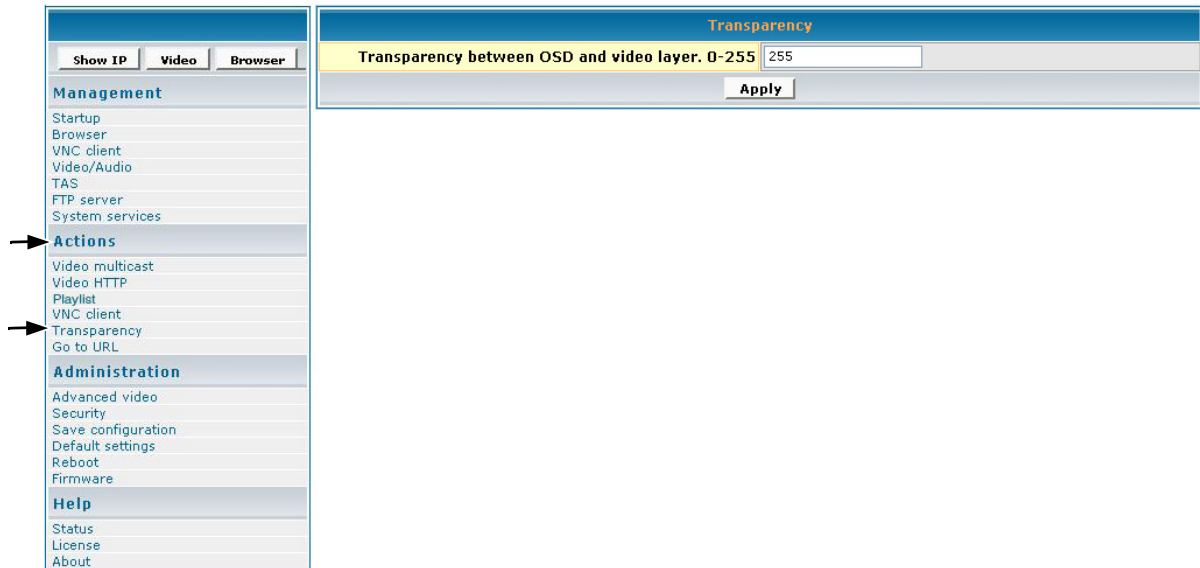 Show IP Video Browser
Management
Startup
Browser
VNC client
Video/Audio
TAS
FTP server
System services
Actions
Video multicast
Video HTTP
Playlist
VNC client
Transparency
Go to URL
Administration
Advanced video
Security
Save configuration
Default settings
Reboot
Firmware
Help
Status
License
About
Transparency
Transparency between OSD and video layer. 0-255 255
Apply